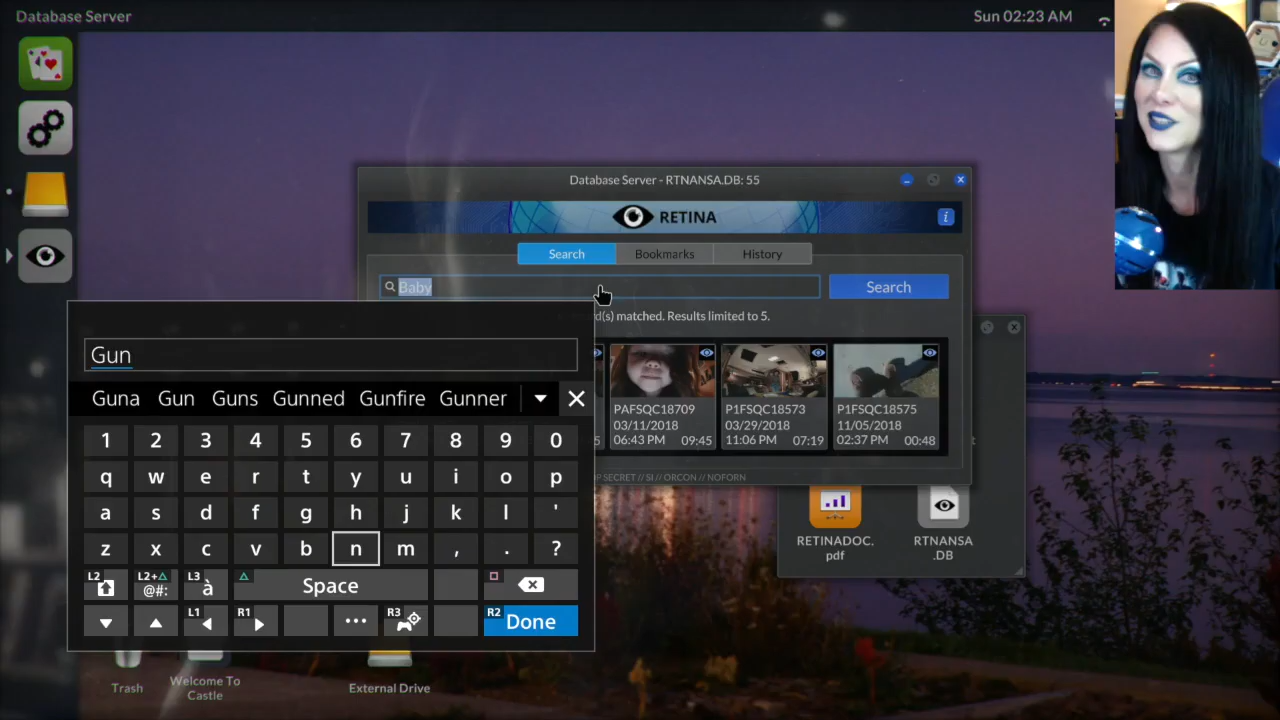 Database Server
Sun 02:23 AM
Database Server - RTNANSA.DB: 55
RETINA
i
Search
Bookmarks
History
Baby
Search
rd(s) matched. Results limited to 5.
Gun
Guna Gun Guns Gunned Gunfire Gunner
1 2 3 4 5 6 7 8 9 0
q w e r t y u i o p
a s d f g h j k l '
z x c v b n m , . ?
L2 L2+△ @#: L3 à △ Space
L1 R1 ... R3 R2 Done
5
PAFSQC18709
03/11/2018
06:43 PM 09:45
P1FSQC18573
03/29/2018
11:06 PM 07:19
P1FSQC18575
11/05/2018
02:37 PM 00:48
P SECRET // SI // ORCON // NOFORN
RETINADOC.
pdf
RTNANSA
.DB
t
Trash
Welcome To
Castle
External Drive